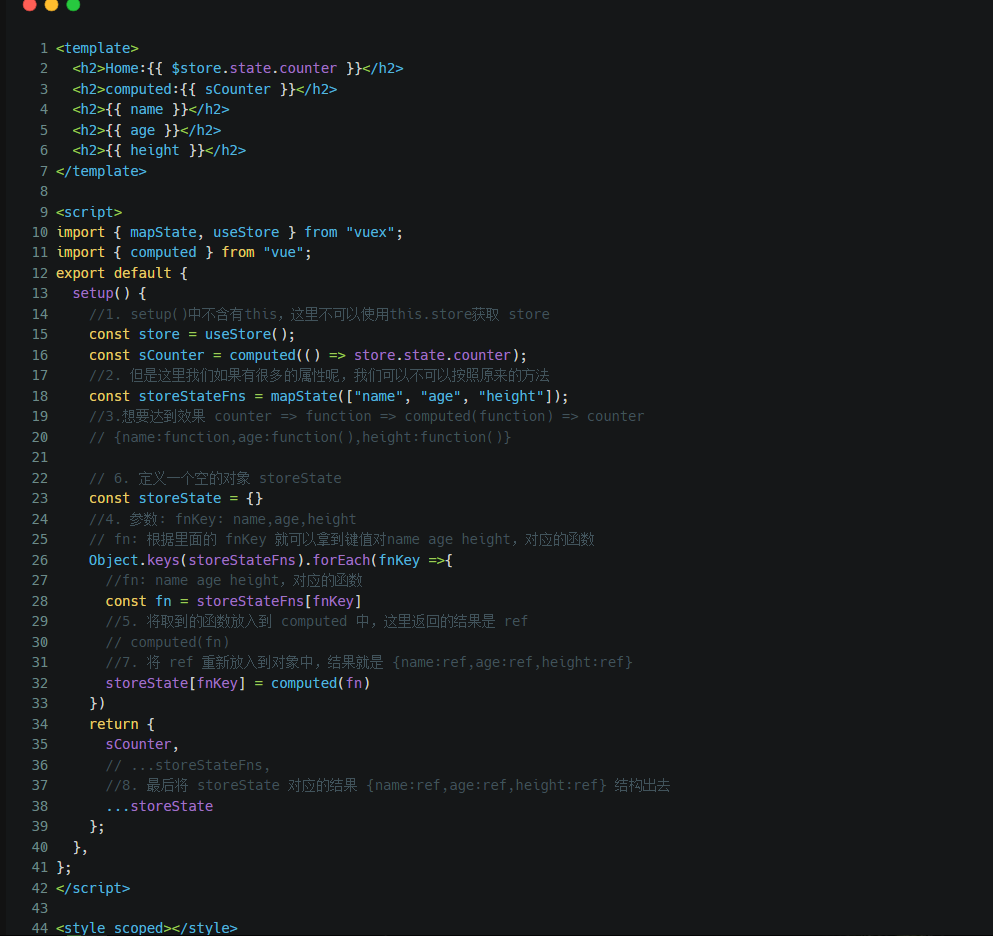 1 <template>
2   <h2>Home:{{ $store.state.counter }}</h2>
3   <h2>computed:{{ sCounter }}</h2>
4   <h2>{{ name }}</h2>
5   <h2>{{ age }}</h2>
6   <h2>{{ height }}</h2>
7 </template>
8
9 <script>
10 import { mapState, useStore } from "vuex";
11 import { computed } from "vue";
12 export default {
13   setup() {
14     //1. setup()中不含有this，这里不可以使用this.store获取 store
15     const store = useStore();
16     const sCounter = computed(() => store.state.counter);
17     //2. 但是这里我们如果有很多的属性呢，我们可以不可以按照原来的方法
18     const storeStateFns = mapState(["name", "age", "height"]);
19     //3.想要达到效果 counter => function => computed(function) => counter
20     // {name:function,age:function(),height:function()}
21
22     // 6. 定义一个空的对象 storeState
23     const storeState = {}
24     //4. 参数: fnKey: name,age,height
25     // fn: 根据里面的 fnKey 就可以拿到键值对name age height，对应的函数
26     Object.keys(storeStateFns).forEach(fnKey =>{
27       //fn: name age height，对应的函数
28       const fn = storeStateFns[fnKey]
29       //5. 将取到的函数放入到 computed 中，这里返回的结果是 ref
30       // computed(fn)
31       //7. 将 ref 重新放入到对象中，结果就是 {name:ref,age:ref,height:ref}
32       storeState[fnKey] = computed(fn)
33     })
34     return {
35       sCounter,
36       // ...storeStateFns,
37       //8. 最后将 storeState 对应的结果 {name:ref,age:ref,height:ref} 结构出去
38       ...storeState
39     };
40   },
41 };
42 </script>
43
44 <style scoped></style>